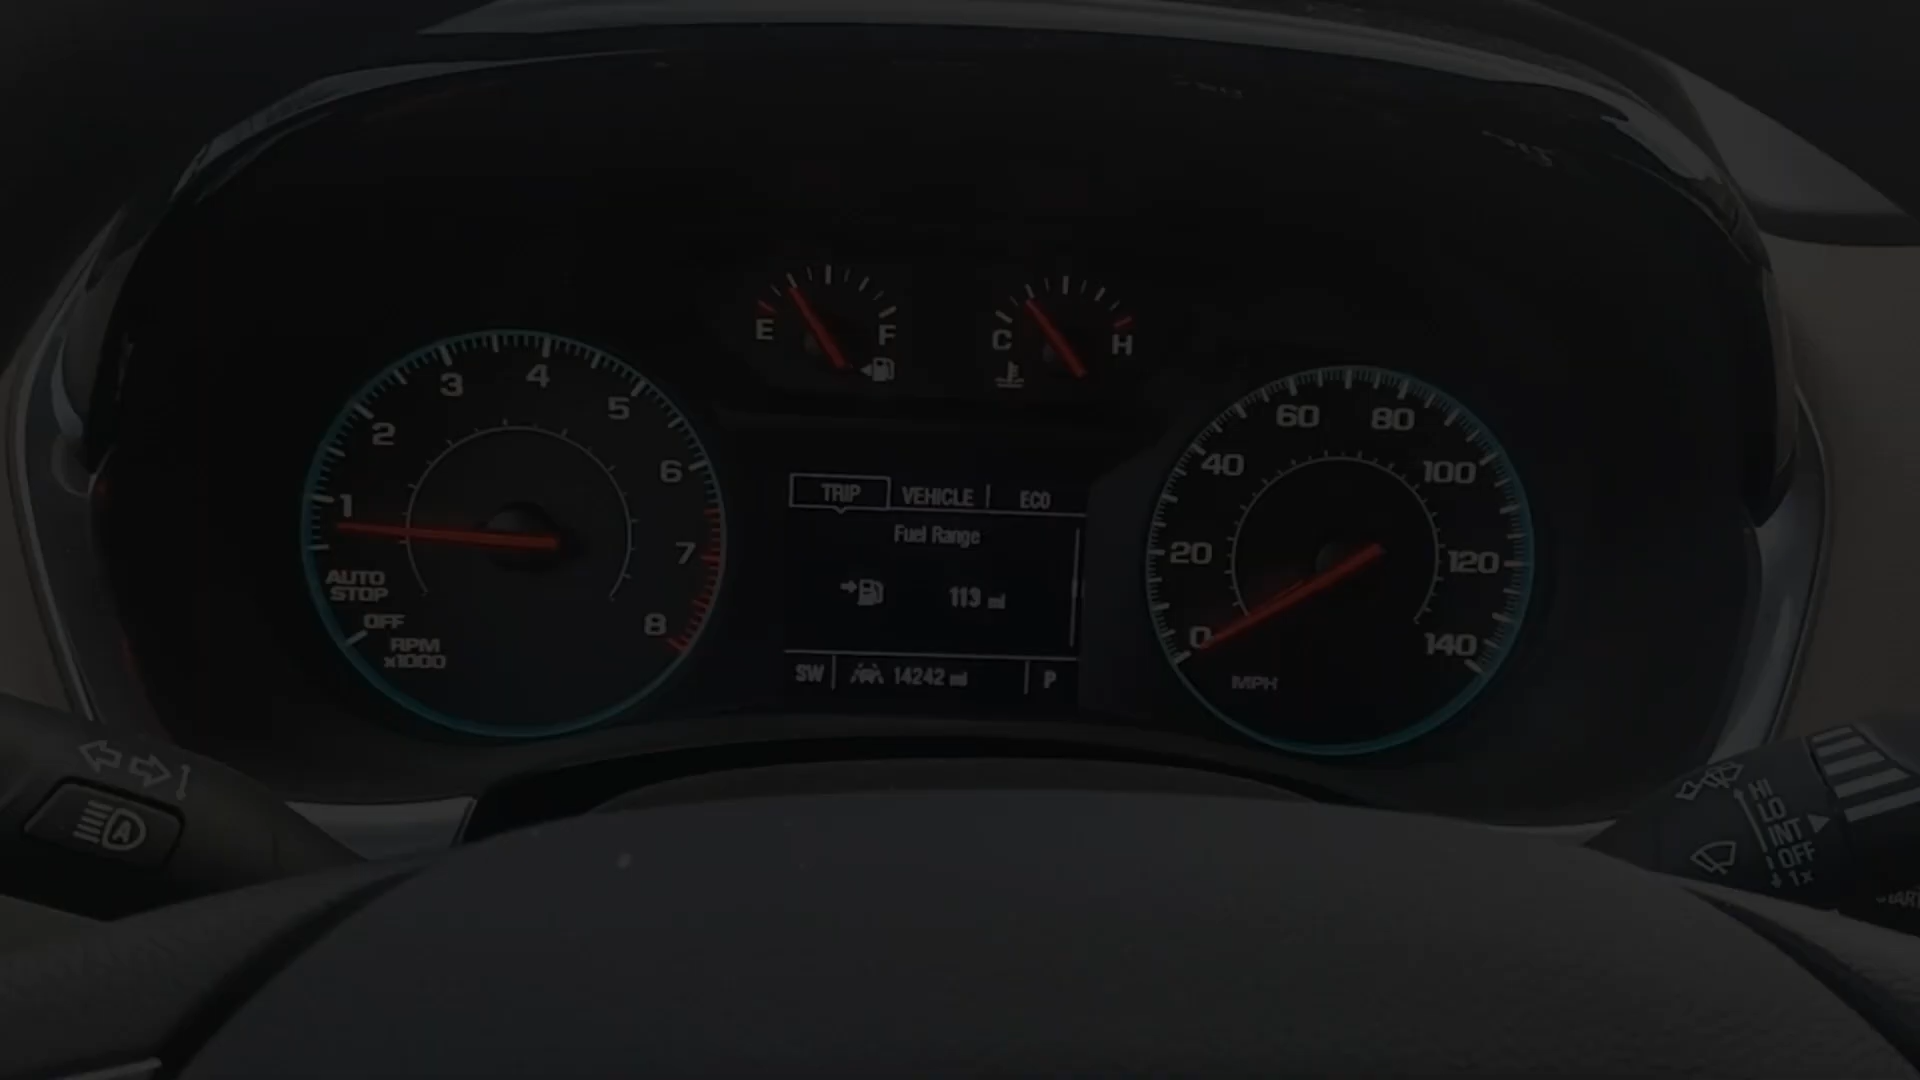 E F
C H
1 2 3 4 5 6 7 8
AUTO
STOP
OFF
RPM
x1000
TRIP VEHICLE ECO
Fuel Range
113 mi
SW 14242 mi P
0 20 40 60 80 100 120 140
MPH
A
HI
LO
INT
OFF
1x